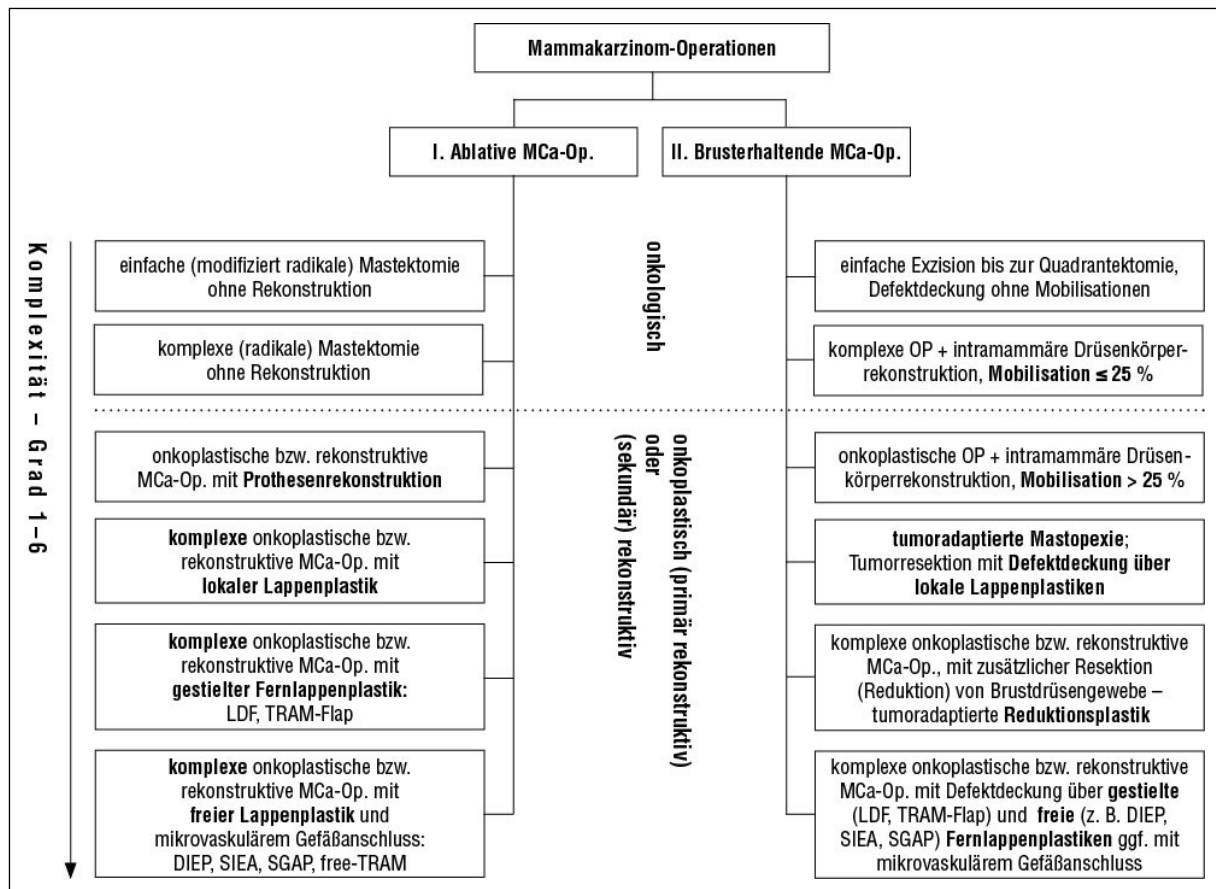 Mammakarzinom-Operationen
I. Ablative MCa-Op.
II. Brusterhaltende MCa-Op.
Komplexität – Grad 1–6
einfache (modifiziert radikale) Mastektomie
ohne Rekonstruktion
komplexe (radikale) Mastektomie
ohne Rekonstruktion
onkoplastische bzw. rekonstruktive
MCa-Op. mit Prothesenrekonstruktion
komplexe onkoplastische bzw.
rekonstruktive MCa-Op. mit
lokaler Lappenplastik
komplexe onkoplastische bzw.
rekonstruktive MCa-Op. mit
gestielter Fernlappenplastik:
LDF, TRAM-Flap
komplexe onkoplastische bzw.
rekonstruktive MCa-Op. mit
freier Lappenplastik und
mikrovaskulärem Gefäßanschluss:
DIEP, SIEA, SGAP, free-TRAM
onkologisch
onkoplastisch (primär rekonstruktiv)
oder
(sekundär) rekonstruktiv
einfache Exzision bis zur Quadrantektomie,
Defektdeckung ohne Mobilisationen
komplexe OP + intramammäre Drüsenkörper-
rekonstruktion, Mobilisation ≤ 25 %
onkoplastische OP + intramammäre Drüsen-
körperrekonstruktion, Mobilisation > 25 %
tumoradaptierte Mastopexie;
Tumorresektion mit Defektdeckung über
lokale Lappenplastiken
komplexe onkoplastische bzw. rekonstruktive
MCa-Op., mit zusätzlicher Resektion
(Reduktion) von Brustdrüsengewebe –
tumoradaptierte Reduktionsplastik
komplexe onkoplastische bzw. rekonstruktive
MCa-Op. mit Defektdeckung über gestielte
(LDF, TRAM-Flap) und freie (z. B. DIEP,
SIEA, SGAP) Fernlappenplastiken ggf. mit
mikrovaskulärem Gefäßanschluss